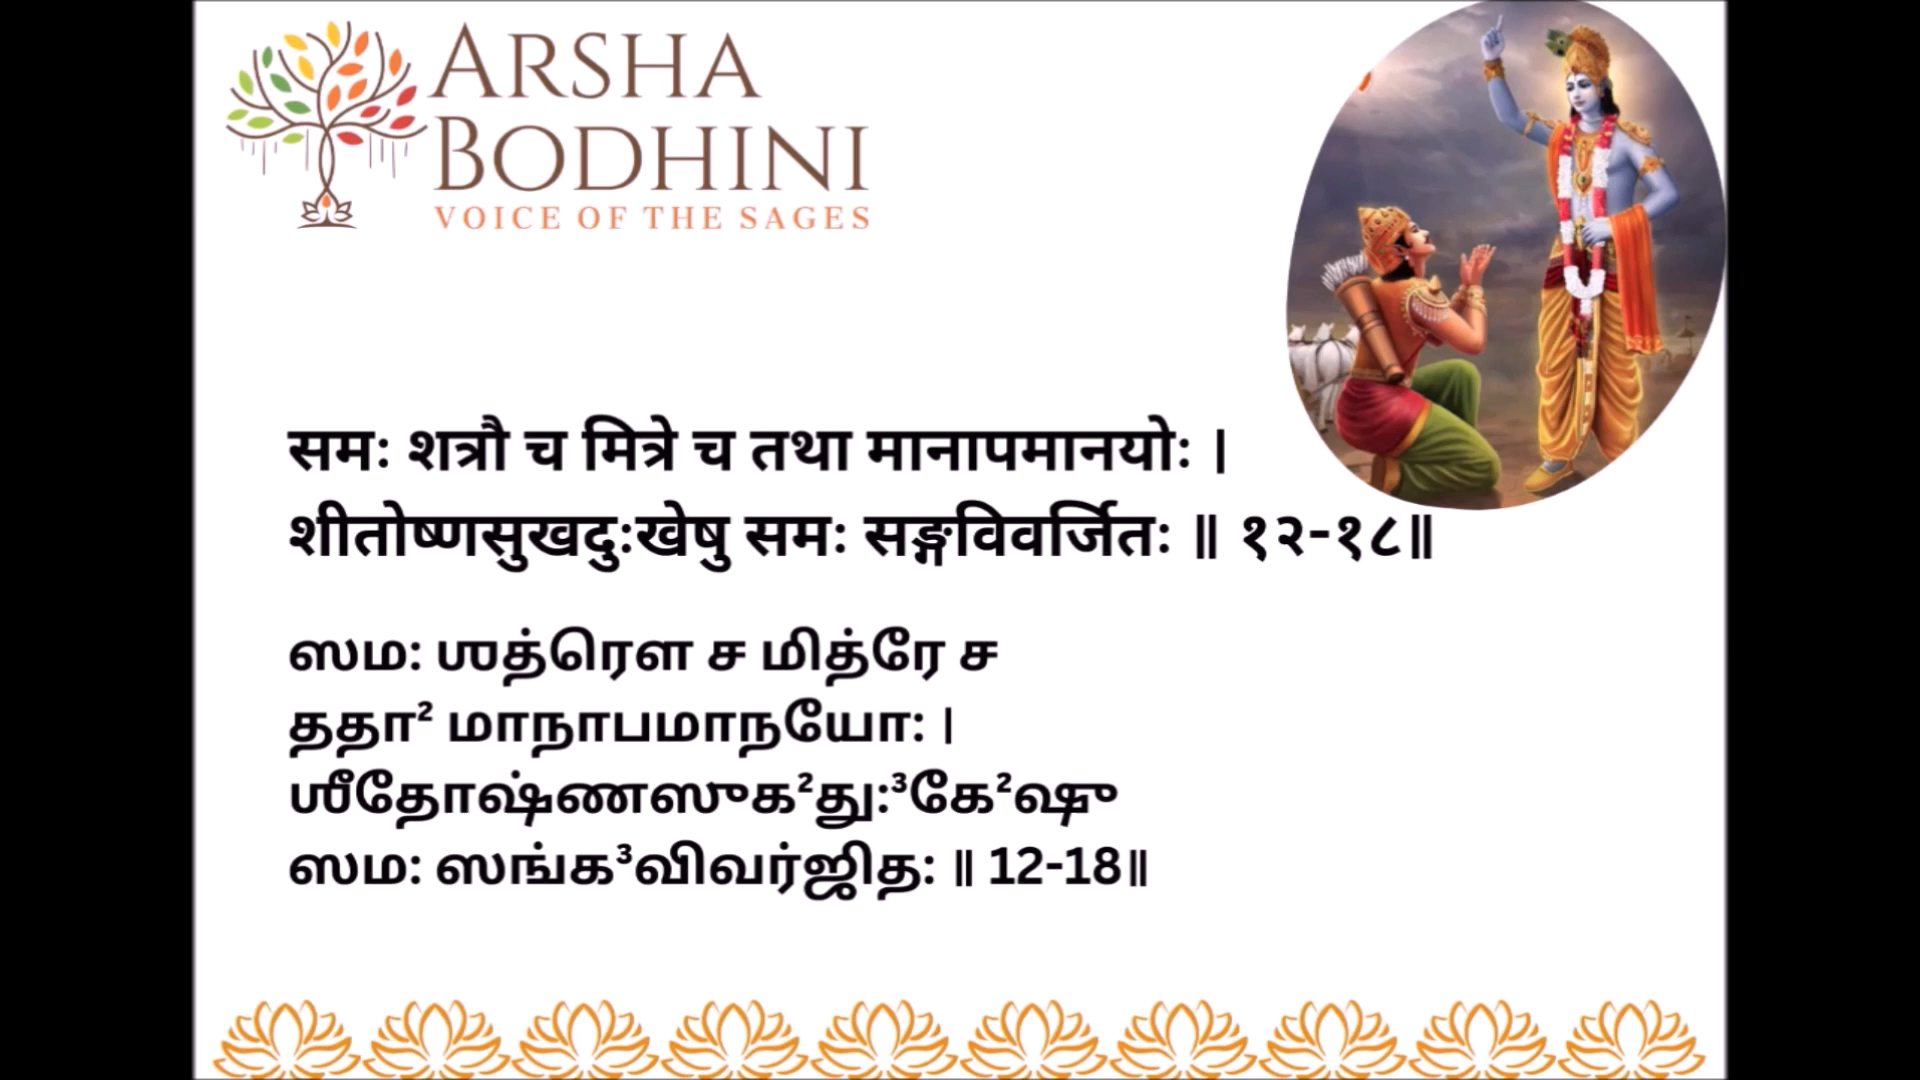 ARSHA
BODHINI
VOICE OF THE SAGES
समः शत्रौ च मित्रे च तथा मानापमानयोः ।
शीतोष्णसुखदुःखेषु समः सङ्गविवर्जितः ॥ १२-१८॥
ஸம: ஶத்ரௌ ச மித்ரே ச
ததா² மாநாபமாநயோ: ।
ஶீதோஷ்ணஸுக²து:³கே²ஷு
ஸம: ஸங்க³விவர்ஜித: ॥ 12-18॥